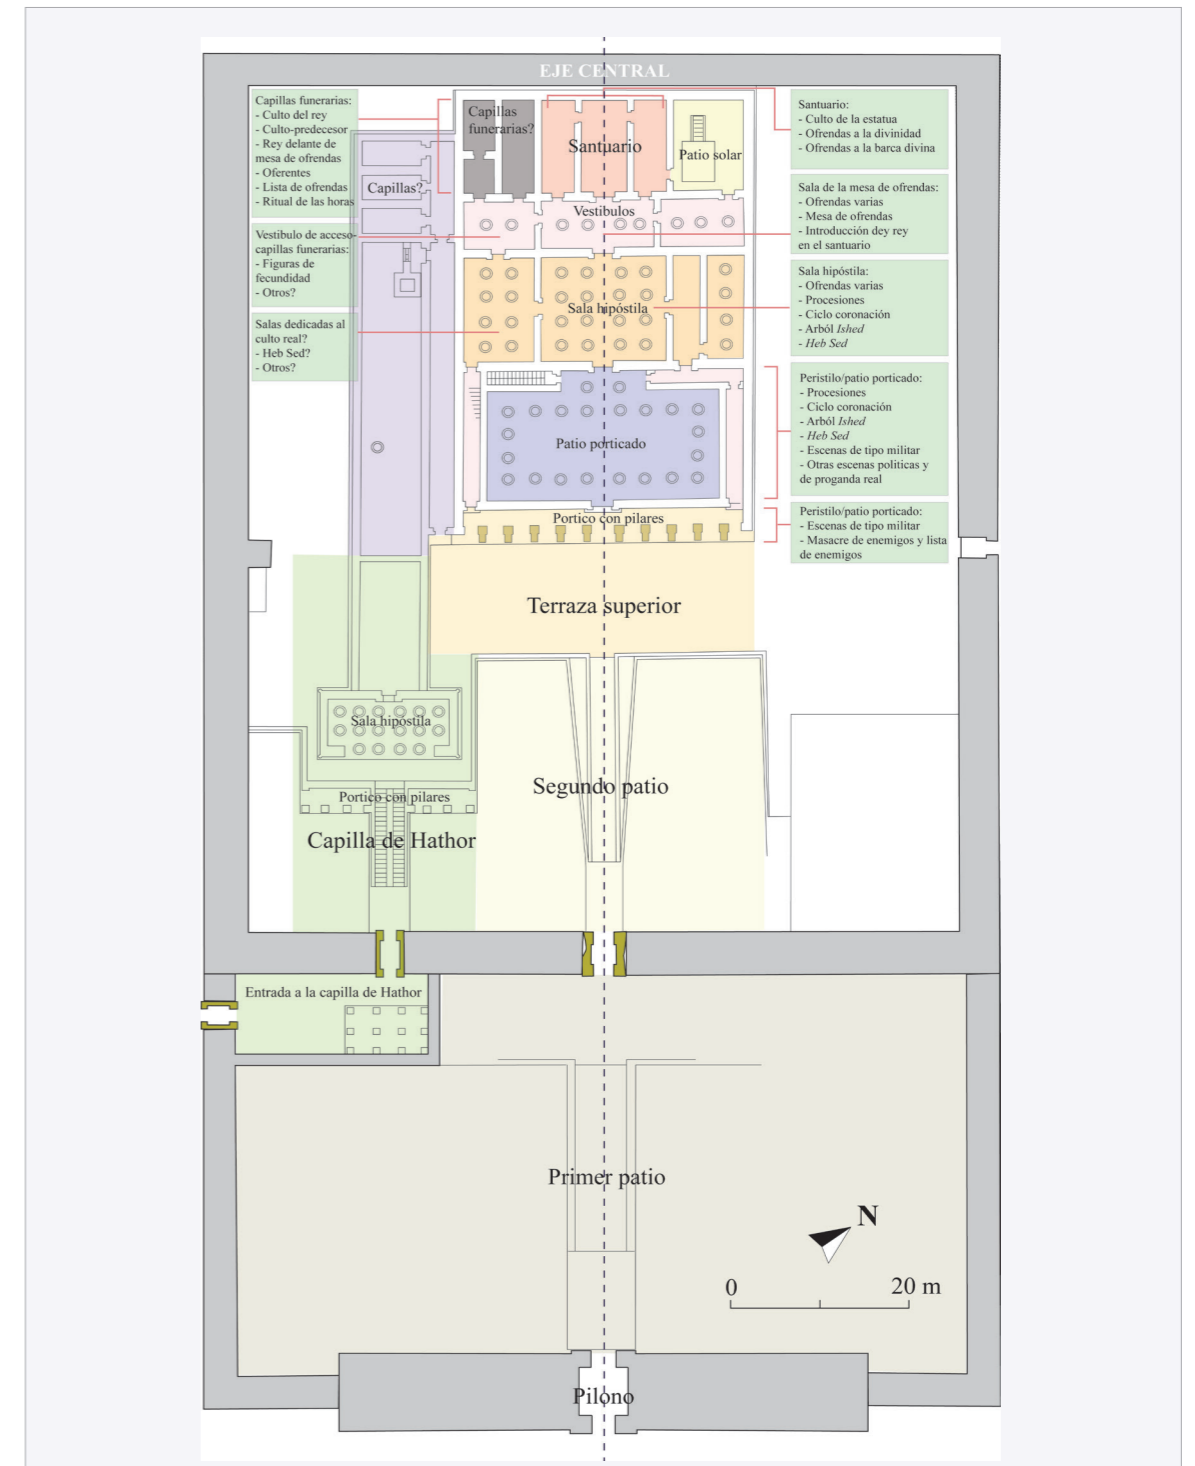 EJE CENTRAL
Capillas funerarias:
- Culto del rey
- Culto-predecesor
- Rey delante de
mesa de ofrendas
- Oferentes
- Lista de ofrendas
- Ritual de las horas
Vestíbulo de acceso
capillas funerarias:
- Figuras de
fecundidad
- Otros?
Salas dedicadas al
culto real?
- Heb Sed?
- Otros?
Capillas
funerarias?
Santuario
Patio solar
Capillas?
Vestibulos
Sala hipóstila
Patio porticado
Portico con pilares
Terraza superior
Santuario:
- Culto de la estatua
- Ofrendas a la divinidad
- Ofrendas a la barca divina
Sala de la mesa de ofrendas:
- Ofrendas varias
- Mesa de ofrendas
- Introducción dey rey
en el santuario
Sala hipóstila:
- Ofrendas varias
- Procesiones
- Ciclo coronación
- Arból Ished
- Heb Sed
Peristilo/patio porticado:
- Procesiones
- Ciclo coronación
- Arból Ished
- Heb Sed
- Escenas de tipo militar
- Otras escenas politicas y
de proganda real
Peristilo/patio porticado:
- Escenas de tipo militar
- Masacre de enemigos y lista
de enemigos
Sala hipóstila
Segundo patio
Portico con pilares
Capilla de Hathor
Entrada a la capilla de Hathor
Primer patio
N
0 20 m
Pilono